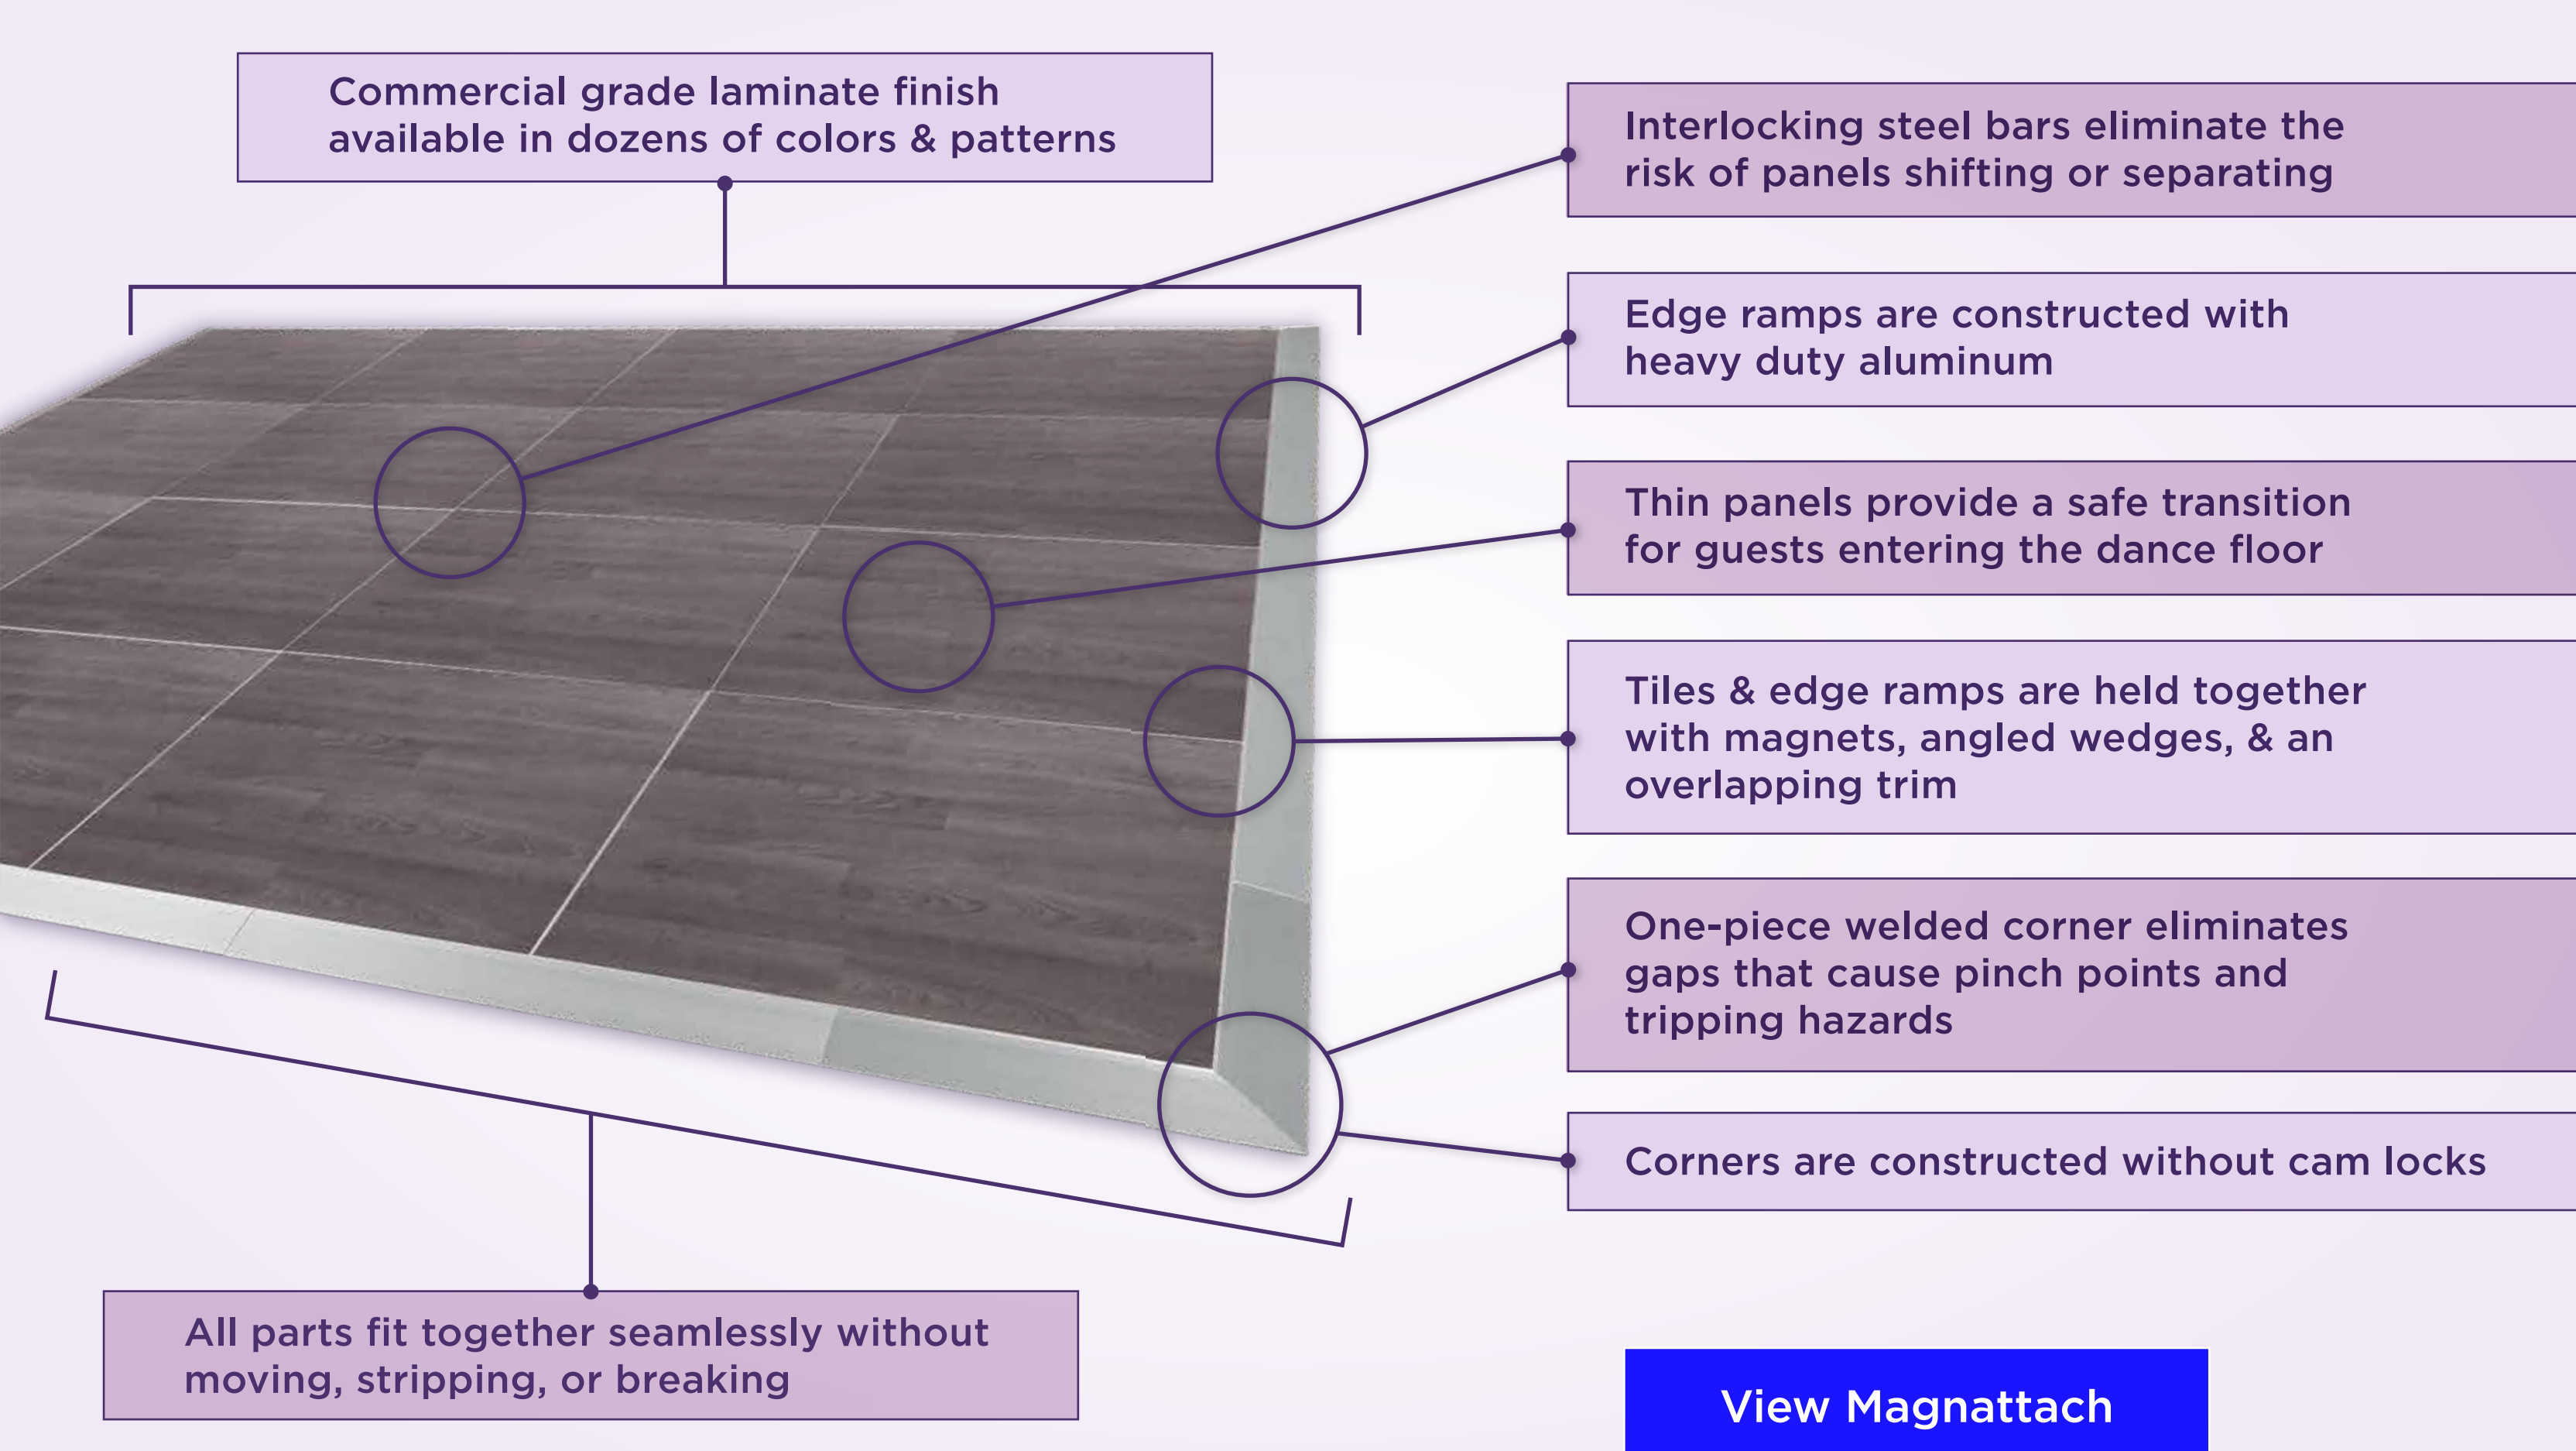 Commercial grade laminate finish
available in dozens of colors & patterns
Interlocking steel bars eliminate the
risk of panels shifting or separating
Edge ramps are constructed with
heavy duty aluminum
Thin panels provide a safe transition
for guests entering the dance floor
Tiles & edge ramps are held together
with magnets, angled wedges, & an
overlapping trim
One-piece welded corner eliminates
gaps that cause pinch points and
tripping hazards
Corners are constructed without cam locks
All parts fit together seamlessly without
moving, stripping, or breaking
View Magnattach